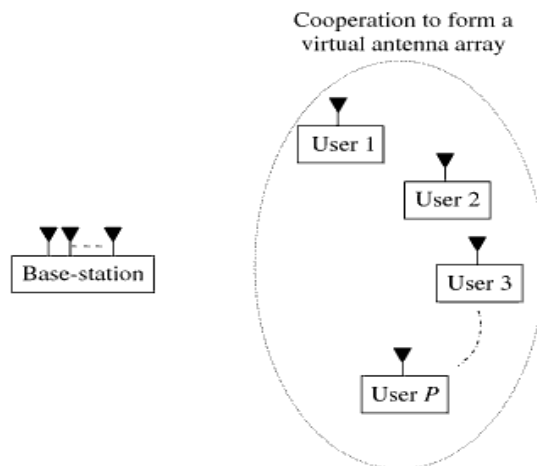 Cooperation to form a
virtual antenna array
User 1
User 2
Base-station
User 3
User P